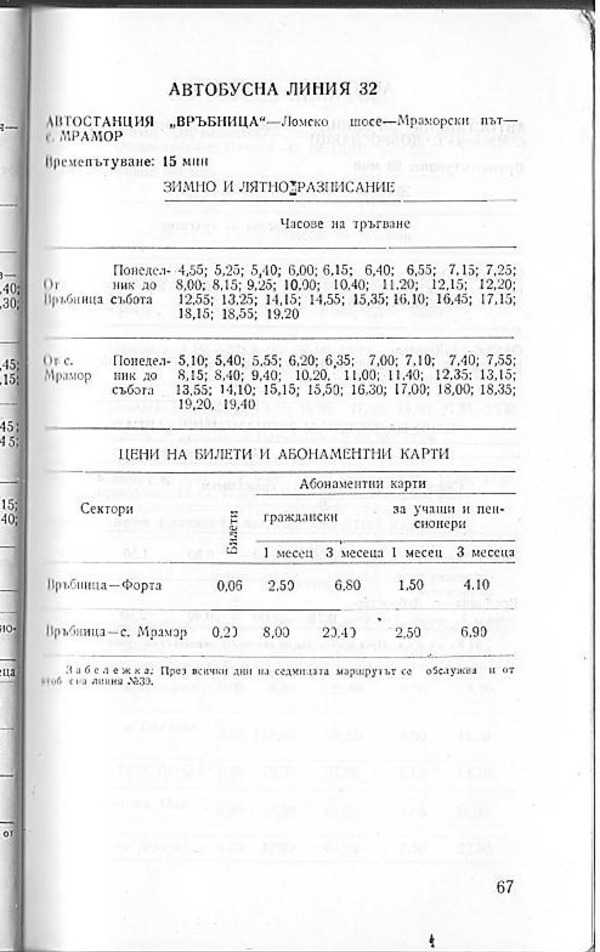 АВТОБУСНА ЛИНИЯ 32
АВТОСТАНЦИЯ „ВРЪБНИЦА“—Ломско шосе—Мраморски път—
с. МРАМОР
Времепътуване: 15 мин
ЗИМНО И ЛЯТНО РАЗПИСАНИЕ
Часове на тръгване
Понедел- 4,55; 5,25; 5,40; 6,00; 6,15; 6,40; 6,55; 7,15; 7,25;
От ник до 8,00; 8,15; 9,25; 10,00; 10,40; 11,20; 12,15; 12,20;
Връбница събота 12,55; 13,25; 14,15; 14,55; 15,35; 16,10; 16,45; 17,15;
18,15; 18,55; 19,20
От с. Понедел- 5,10; 5,40; 5,55; 6,20; 6,35; 7,00; 7,10; 7,40; 7,55;
Мрамор ник до 8,15; 8,40; 9,40; 10,20, 11,00; 11,40; 12,35; 13,15;
събота 13,55; 14,10; 15,15; 15,50; 16,30; 17,00; 18,00; 18,35;
19,20, 19,40
ЦЕНИ НА БИЛЕТИ И АБОНАМЕНТНИ КАРТИ
Абонаментни карти
Сектори
Билети
граждански
за учащи и пен-
сионери
1 месец 3 месеца 1 месец 3 месеца
Връбница—Форта 0,06 2,50 6,80 1,50 4.10
Връбница—с. Мрамор 0,20 8,00 20,40 2,50 6,90
Забележка: През всички дни на седмицата маршрутът се обслужва и от
линия №30.
67